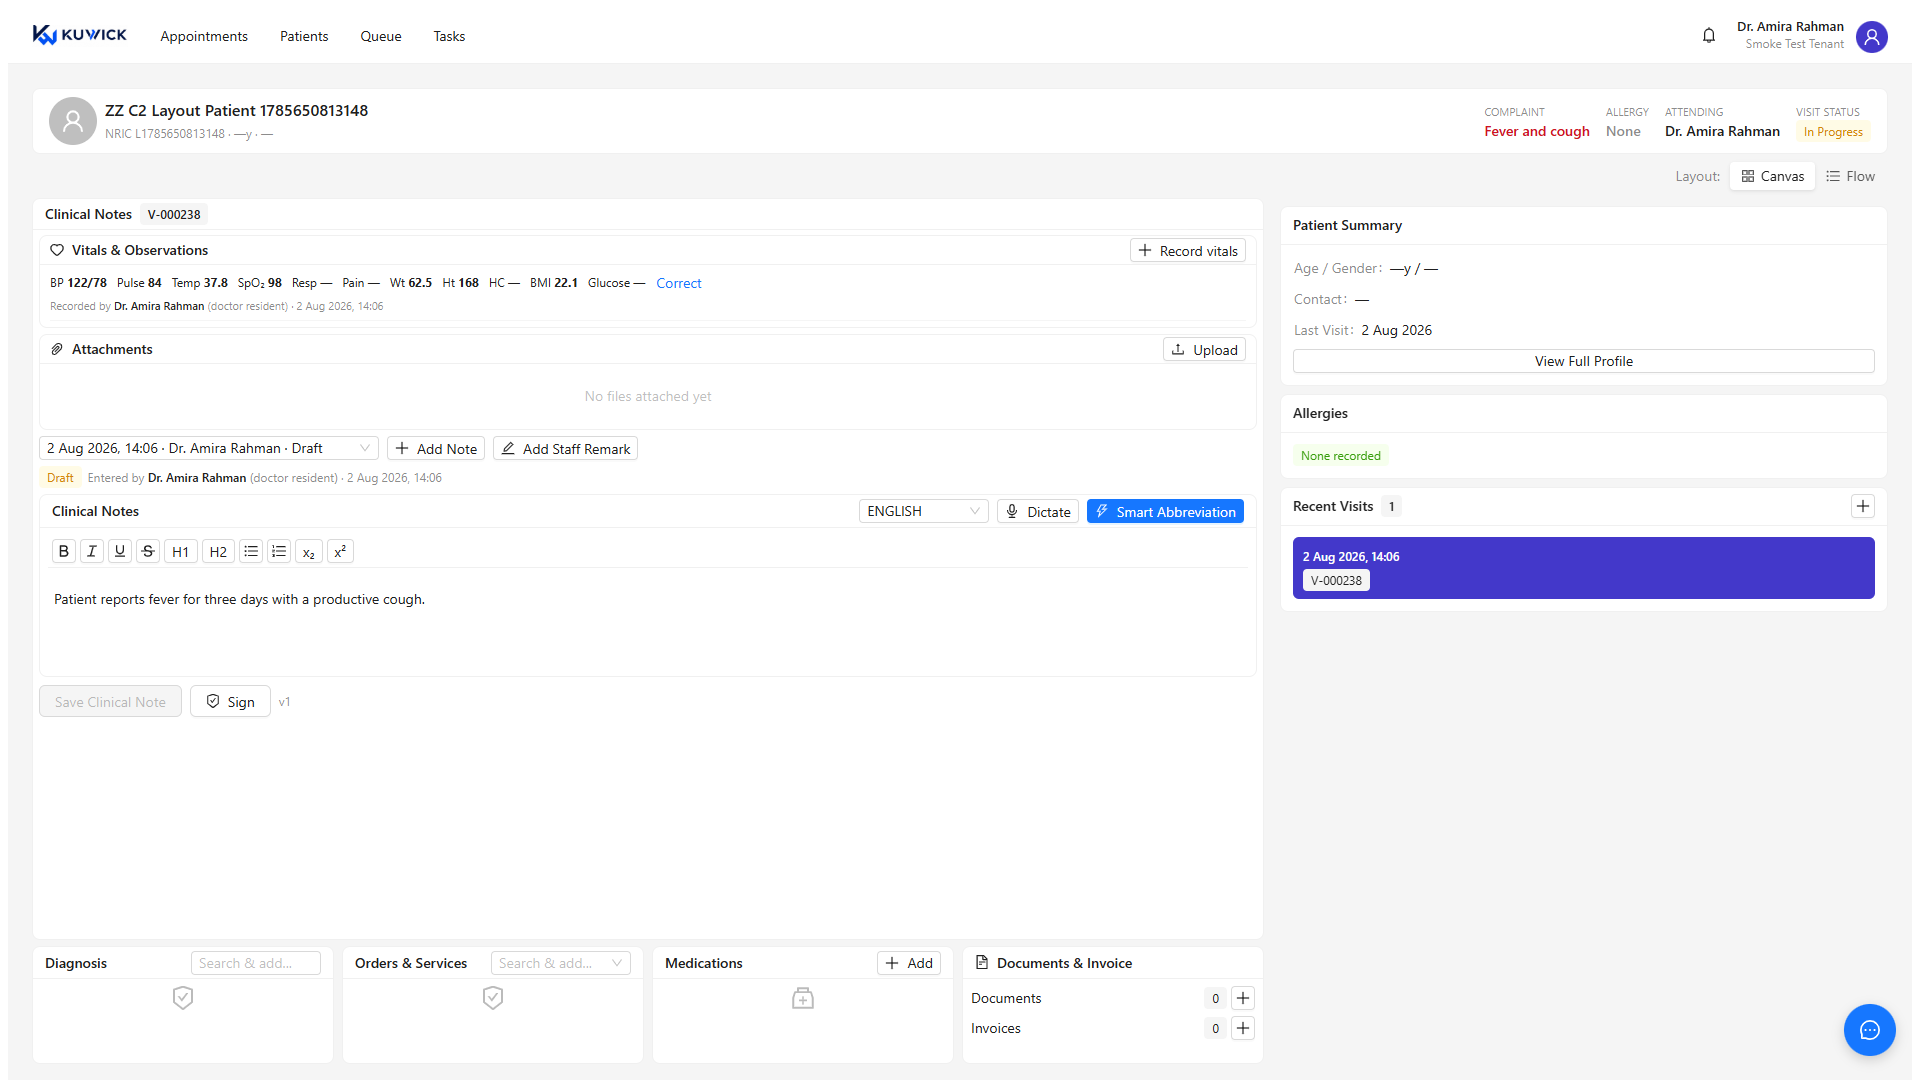 KUWICK
Appointments
Patients
Queue
Tasks
Dr. Amira Rahman
Smoke Test Tenant
ZZ C2 Layout Patient 1785650813148
NRIC L1785650813148 · —y · —
COMPLAINT
Fever and cough
ALLERGY
None
ATTENDING
Dr. Amira Rahman
VISIT STATUS
In Progress
Layout:
Canvas
Flow
Clinical Notes V-000238
Vitals & Observations
Record vitals
BP 122/78 Pulse 84 Temp 37.8 SpO₂ 98 Resp — Pain — Wt 62.5 Ht 168 HC — BMI 22.1 Glucose — Correct
Recorded by Dr. Amira Rahman (doctor resident) · 2 Aug 2026, 14:06
Attachments
Upload
No files attached yet
2 Aug 2026, 14:06 · Dr. Amira Rahman · Draft
Add Note
Add Staff Remark
Draft Entered by Dr. Amira Rahman (doctor resident) · 2 Aug 2026, 14:06
Clinical Notes
ENGLISH
Dictate
Smart Abbreviation
B I U S H1 H2 x₂ x²
Patient reports fever for three days with a productive cough.
Save Clinical Note
Sign
v1
Diagnosis
Search & add...
Orders & Services
Search & add...
Medications
Add
Documents & Invoice
Documents 0
Invoices 0
Patient Summary
Age / Gender: —y / —
Contact: —
Last Visit: 2 Aug 2026
View Full Profile
Allergies
None recorded
Recent Visits 1
2 Aug 2026, 14:06
V-000238